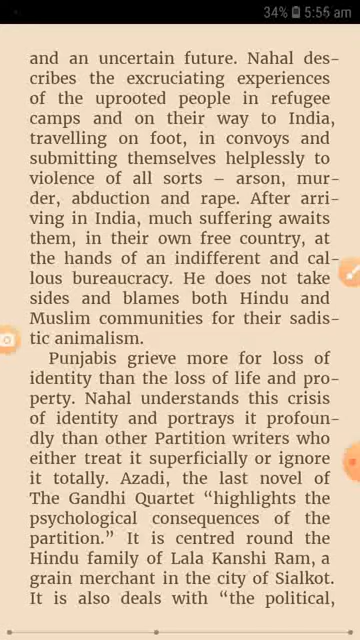 34% 5:55 am
and an uncertain future. Nahal des-
cribes the excruciating experiences
of the uprooted people in refugee
camps and on their way to India,
travelling on foot, in convoys and
submitting themselves helplessly to
violence of all sorts – arson, mur-
der, abduction and rape. After arri-
ving in India, much suffering awaits
them, in their own free country, at
the hands of an indifferent and cal-
lous bureaucracy. He does not take
sides and blames both Hindu and
Muslim communities for their sadis-
tic animalism.
Punjabis grieve more for loss of
identity than the loss of life and pro-
perty. Nahal understands this crisis
of identity and portrays it profoun-
dly than other Partition writers who
either treat it superficially or ignore
it totally. Azadi, the last novel of
The Gandhi Quartet “highlights the
psychological consequences of the
partition.” It is centred round the
Hindu family of Lala Kanshi Ram, a
grain merchant in the city of Sialkot.
It is also deals with “the political,